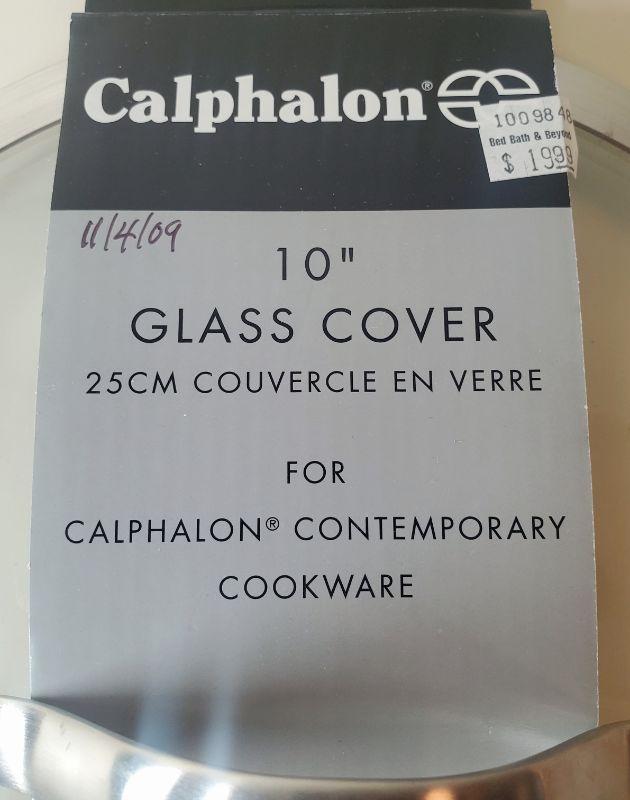 Calphalon®
10098 48
Bed Bath & Beyond
$ 1999
11/4/09
10"
GLASS COVER
25CM COUVERCLE EN VERRE
FOR
CALPHALON® CONTEMPORARY
COOKWARE